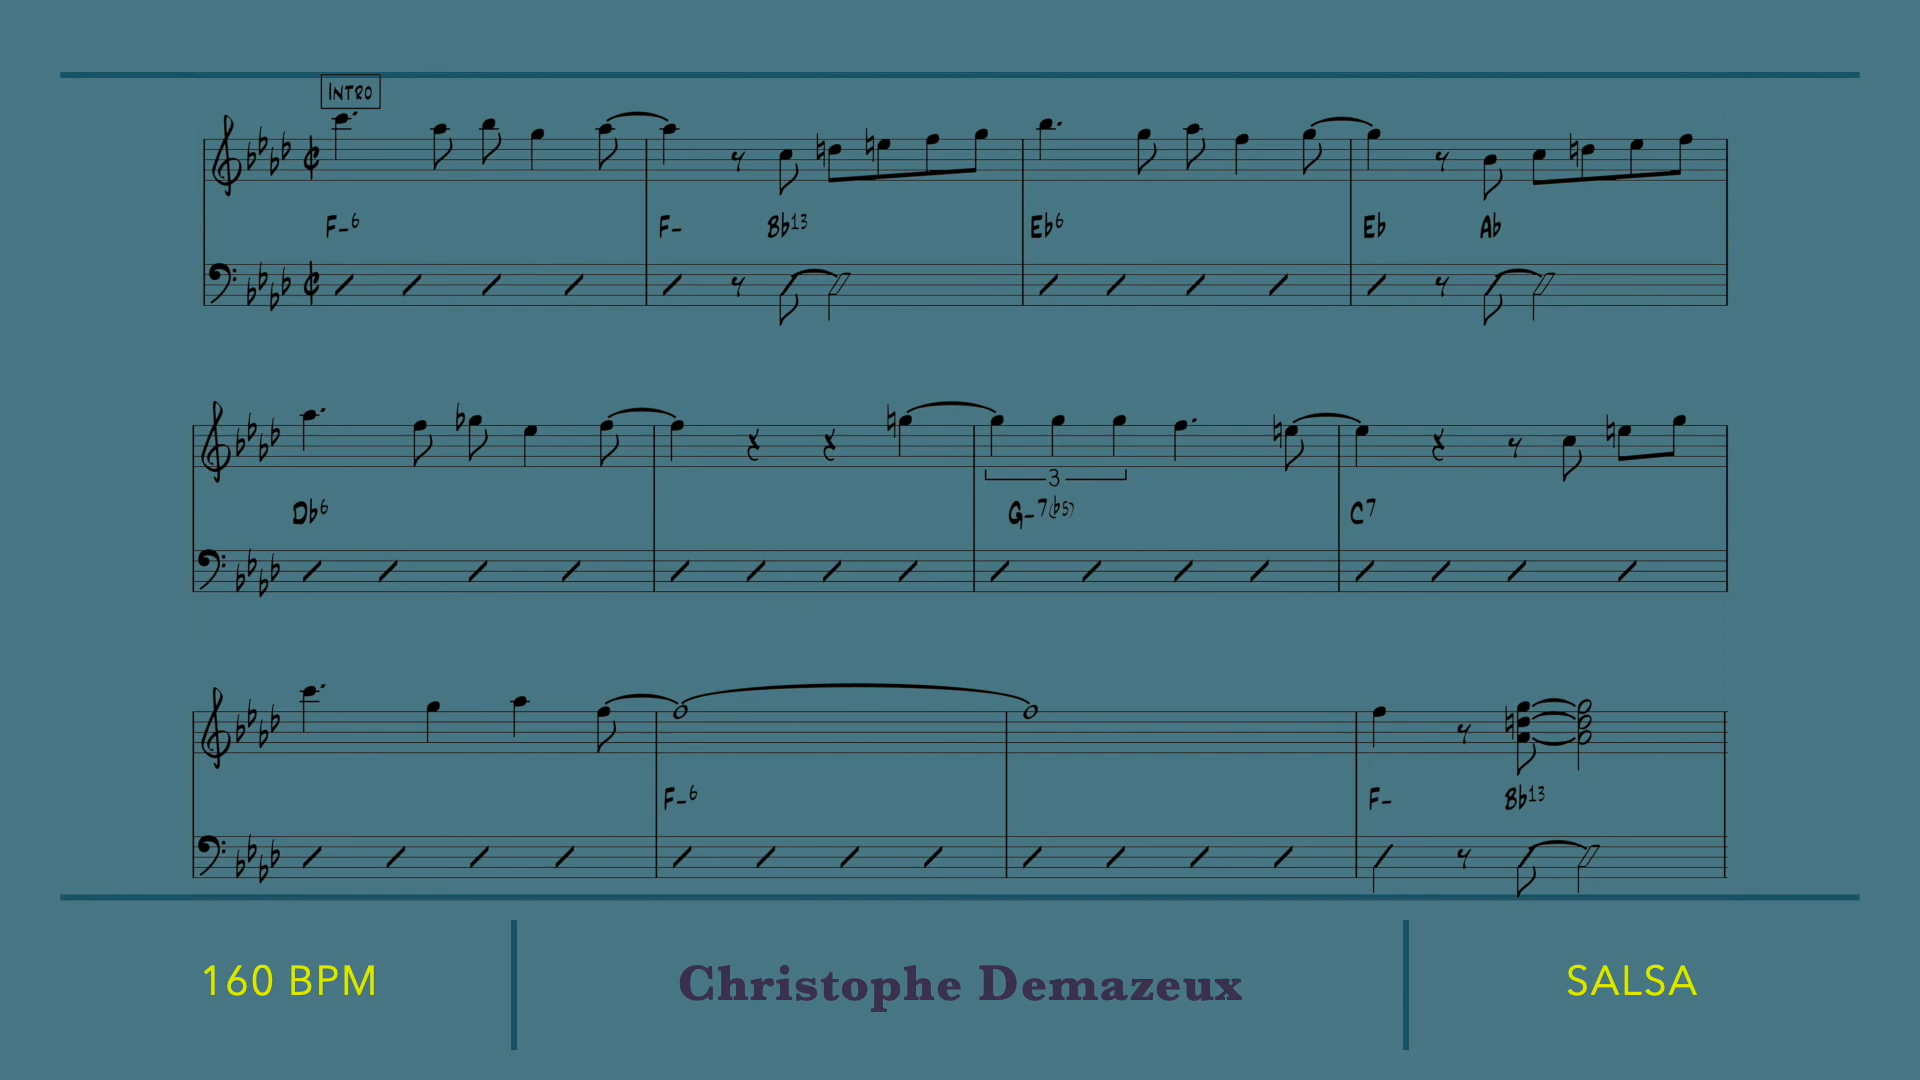 INTRO
F-6 F- Bb13 Eb6 Eb Ab
Db6 G-7(b5) C7
3
F-6 F- Bb13
160 BPM
Christophe Demazeux
SALSA